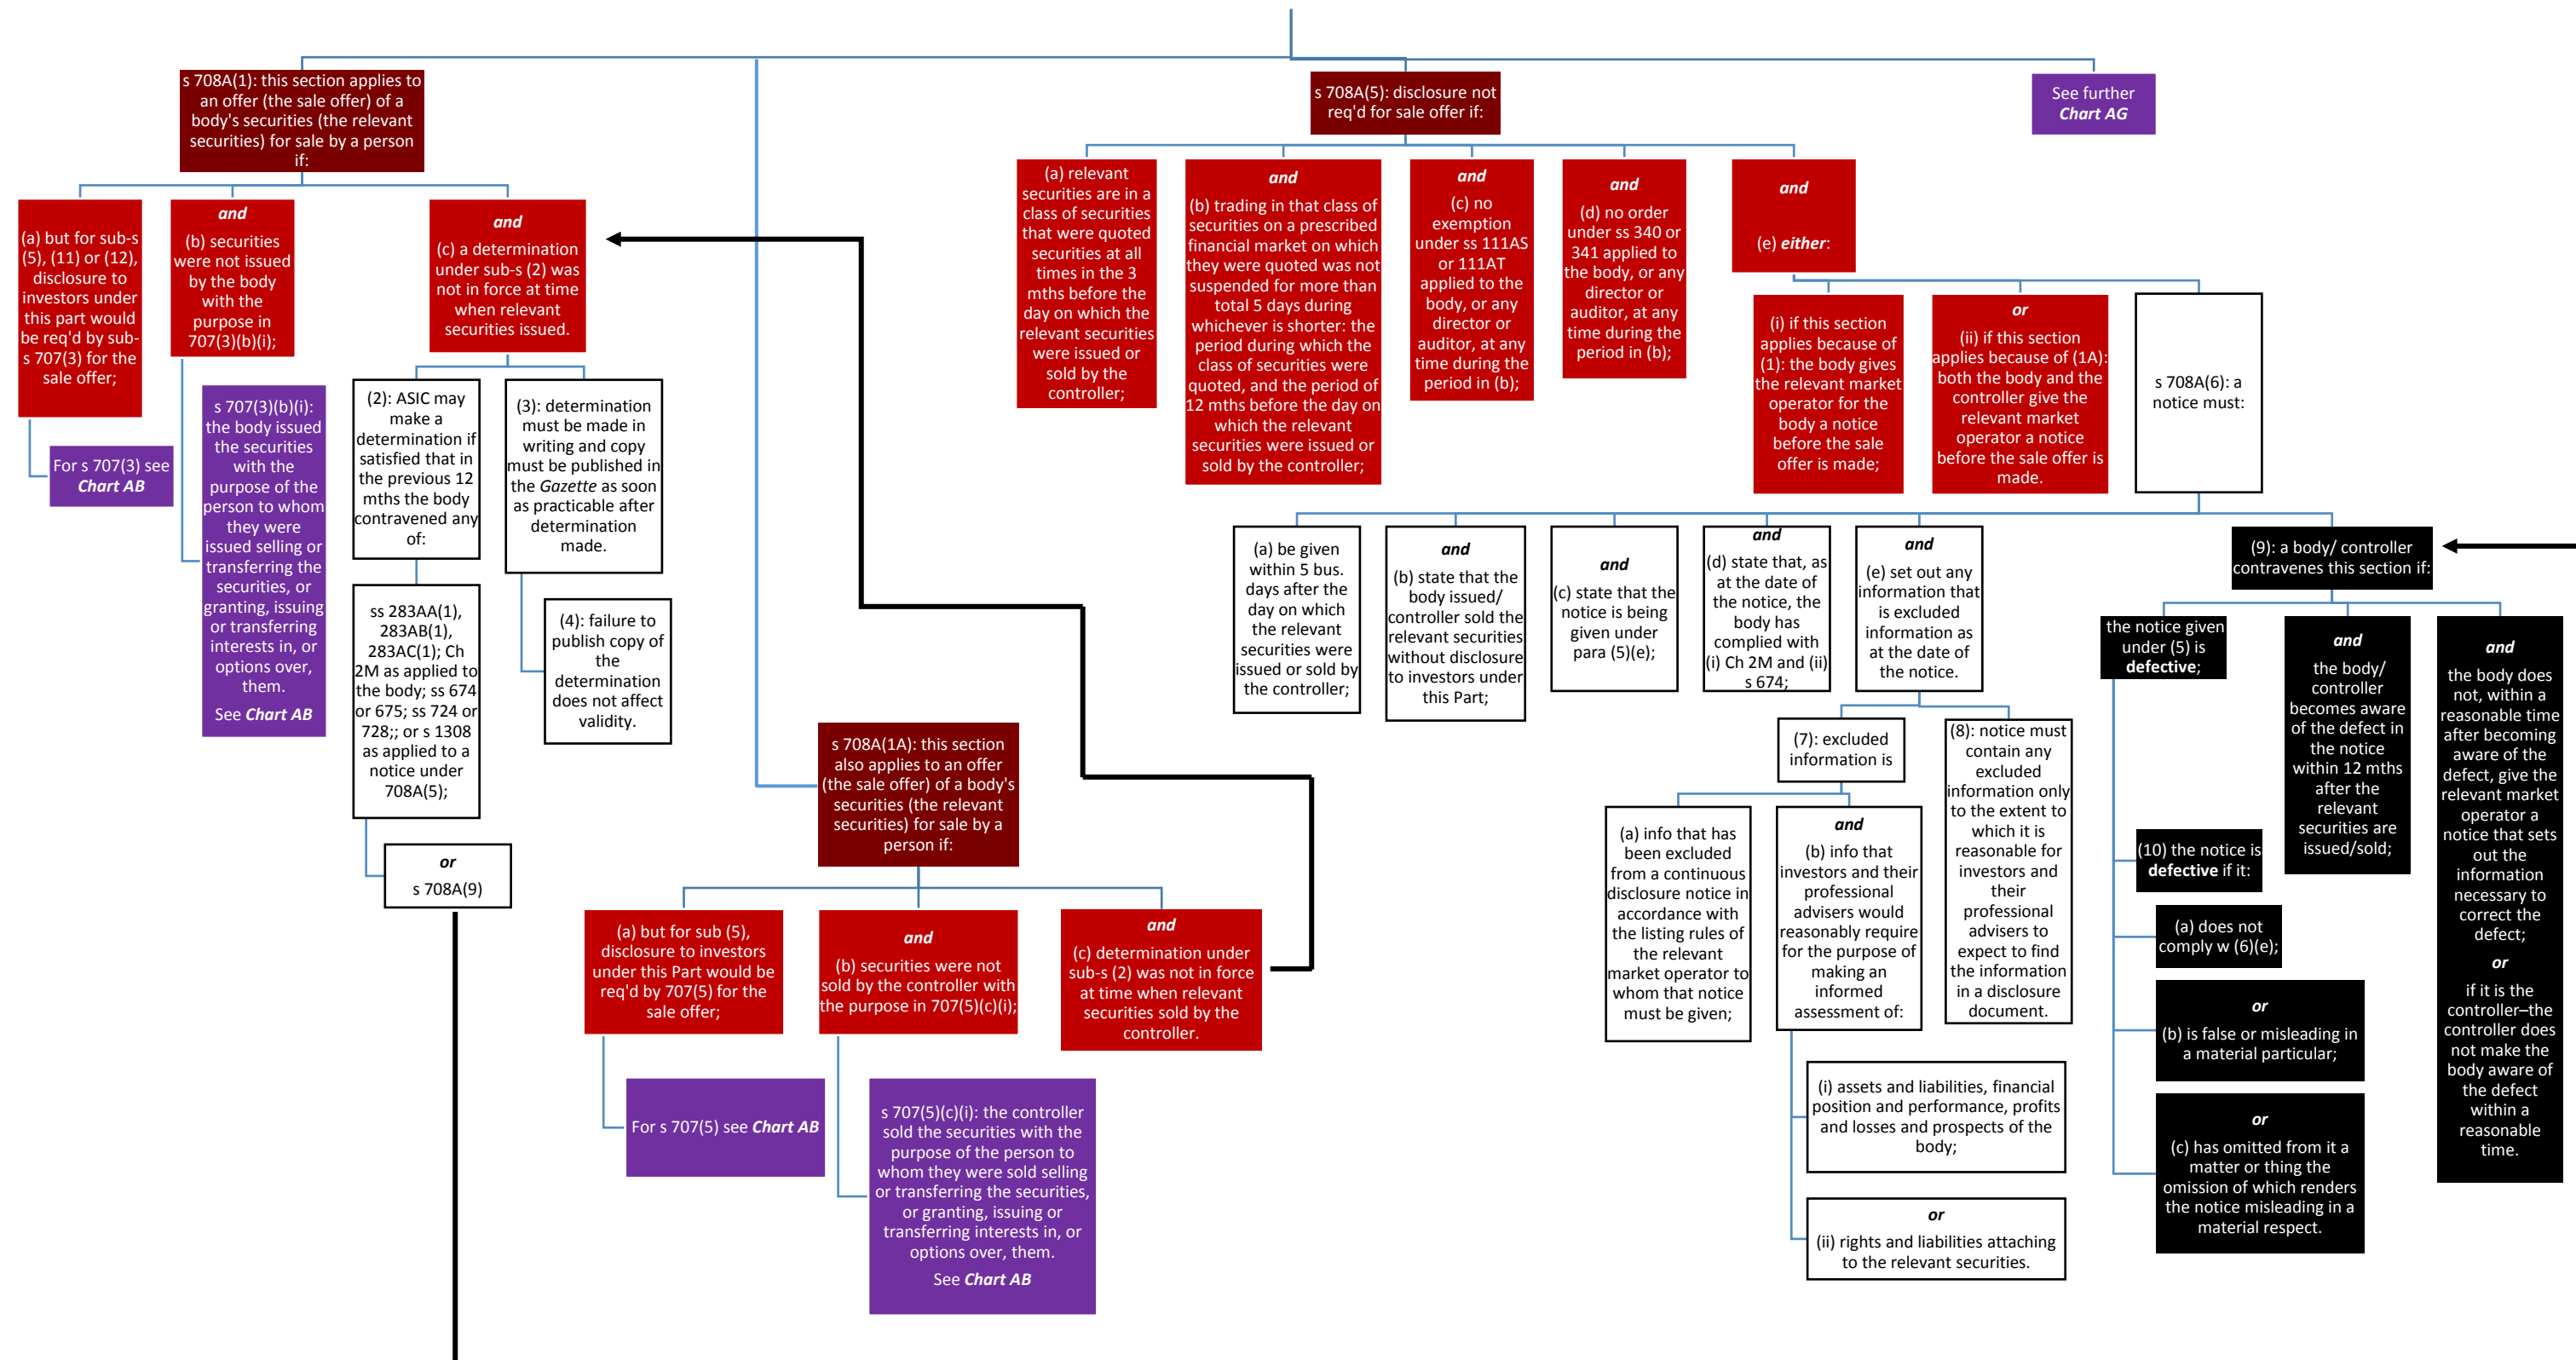 s 708A(1): this section applies to
an offer (the sale offer) of a
body's securities (the relevant
securities) for sale by a person
if:
(a) but for sub-s
(5), (11) or (12),
disclosure to
investors under
this part would
be req'd by sub-
s 707(3) for the
sale offer;
For s 707(3) see
Chart AB
and
(b) securities
were not issued
by the body
with the
purpose in
707(3)(b)(i);
s 707(3)(b)(i):
the body issued
the securities
with the
purpose of the
person to whom
they were
issued selling or
transferring the
securities, or
granting, issuing
or transferring
interests in, or
options over,
them.
See Chart AB
and
(c) a determination
under sub-s (2) was
not in force at time
when relevant
securities issued.
(2): ASIC may
make a
determination if
satisfied that in
the previous 12
mths the body
contravened any
of:
ss 283AA(1),
283AB(1),
283AC(1); Ch
2M as applied to
the body; ss 674
or 675; ss 724 or
728;; or s 1308
as applied to a
notice under
708A(5);
or
s 708A(9)
(3): determination
must be made in
writing and copy
must be published in
the Gazette as soon
as practicable after
determination
made.
(4): failure to
publish copy of
the
determination
does not affect
validity.
s 708A(1A): this section
also applies to an offer
(the sale offer) of a body's
securities (the relevant
securities) for sale by a
person if:
(a) but for sub (5),
disclosure to investors
under this Part would be
req'd by 707(5) for the
sale offer;
For s 707(5) see Chart AB
and
(b) securities were not
sold by the controller with
the purpose in 707(5)(c)(i);
s 707(5)(c)(i): the controller
sold the securities with the
purpose of the person to
whom they were sold selling
or transferring the securities,
or granting, issuing or
transferring interests in, or
options over, them.
See Chart AB
and
(c) determination under
sub-s (2) was not in force
at time when relevant
securities sold by the
controller.
s 708A(5): disclosure not
req'd for sale offer if:
(a) relevant
securities are in a
class of securities
that were quoted
securities at all
times in the 3
mths before the
day on which the
relevant securities
were issued or
sold by the
controller;
and
(b) trading in that class of
securities on a prescribed
financial market on which
they were quoted was not
suspended for more than
total 5 days during
whichever is shorter: the
period during which the
class of securities were
quoted, and the period of
12 mths before the day on
which the relevant
securities were issued or
sold by the controller;
and
(c) no
exemption
under ss 111AS
or 111AT
applied to the
body, or any
director or
auditor, at any
time during the
period in (b);
and
(d) no order
under ss 340 or
341 applied to
the body, or any
director or
auditor, at any
time during the
period in (b);
and
(e) either:
(i) if this section
applies because of
(1): the body gives
the relevant market
operator for the
body a notice
before the sale
offer is made;
or
(ii) if this section
applies because of (1A):
both the body and the
controller give the
relevant market
operator a notice
before the sale offer is
made.
s 708A(6): a
notice must:
(a) be given
within 5 bus.
days after the
day on which
the relevant
securities were
issued or sold by
the controller;
and
(b) state that the
body issued/
controller sold the
relevant securities
without disclosure
to investors under
this Part;
and
(c) state that the
notice is being
given under
para (5)(e);
and
(d) state that, as
at the date of
the notice, the
body has
complied with
(i) Ch 2M and (ii)
s 674;
and
(e) set out any
information that
is excluded
information as
at the date of
the notice.
(7): excluded
information is
(a) info that has
been excluded
from a continuous
disclosure notice in
accordance with
the listing rules of
the relevant
market operator to
whom that notice
must be given;
and
(b) info that
investors and their
professional
advisers would
reasonably require
for the purpose of
making an
informed
assessment of:
(i) assets and liabilities, financial
position and performance, profits
and losses and prospects of the
body;
or
(ii) rights and liabilities attaching
to the relevant securities.
(8): notice must
contain any
excluded
information only
to the extent to
which it is
reasonable for
investors and
their
professional
advisers to
expect to find
the information
in a disclosure
document.
(9): a body/ controller
contravenes this section if:
the notice given
under (5) is
defective;
(10) the notice is
defective if it:
(a) does not
comply w (6)(e);
or
(b) is false or misleading in
a material particular;
or
(c) has omitted from it a
matter or thing the
omission of which renders
the notice misleading in a
material respect.
and
the body/
controller
becomes aware
of the defect in
the notice
within 12 mths
after the
relevant
securities are
issued/sold;
and
the body does
not, within a
reasonable time
after becoming
aware of the
defect, give the
relevant market
operator a
notice that sets
out the
information
necessary to
correct the
defect;
or
if it is the
controller–the
controller does
not make the
body aware of
the defect
within a
reasonable
time.
See further
Chart AG